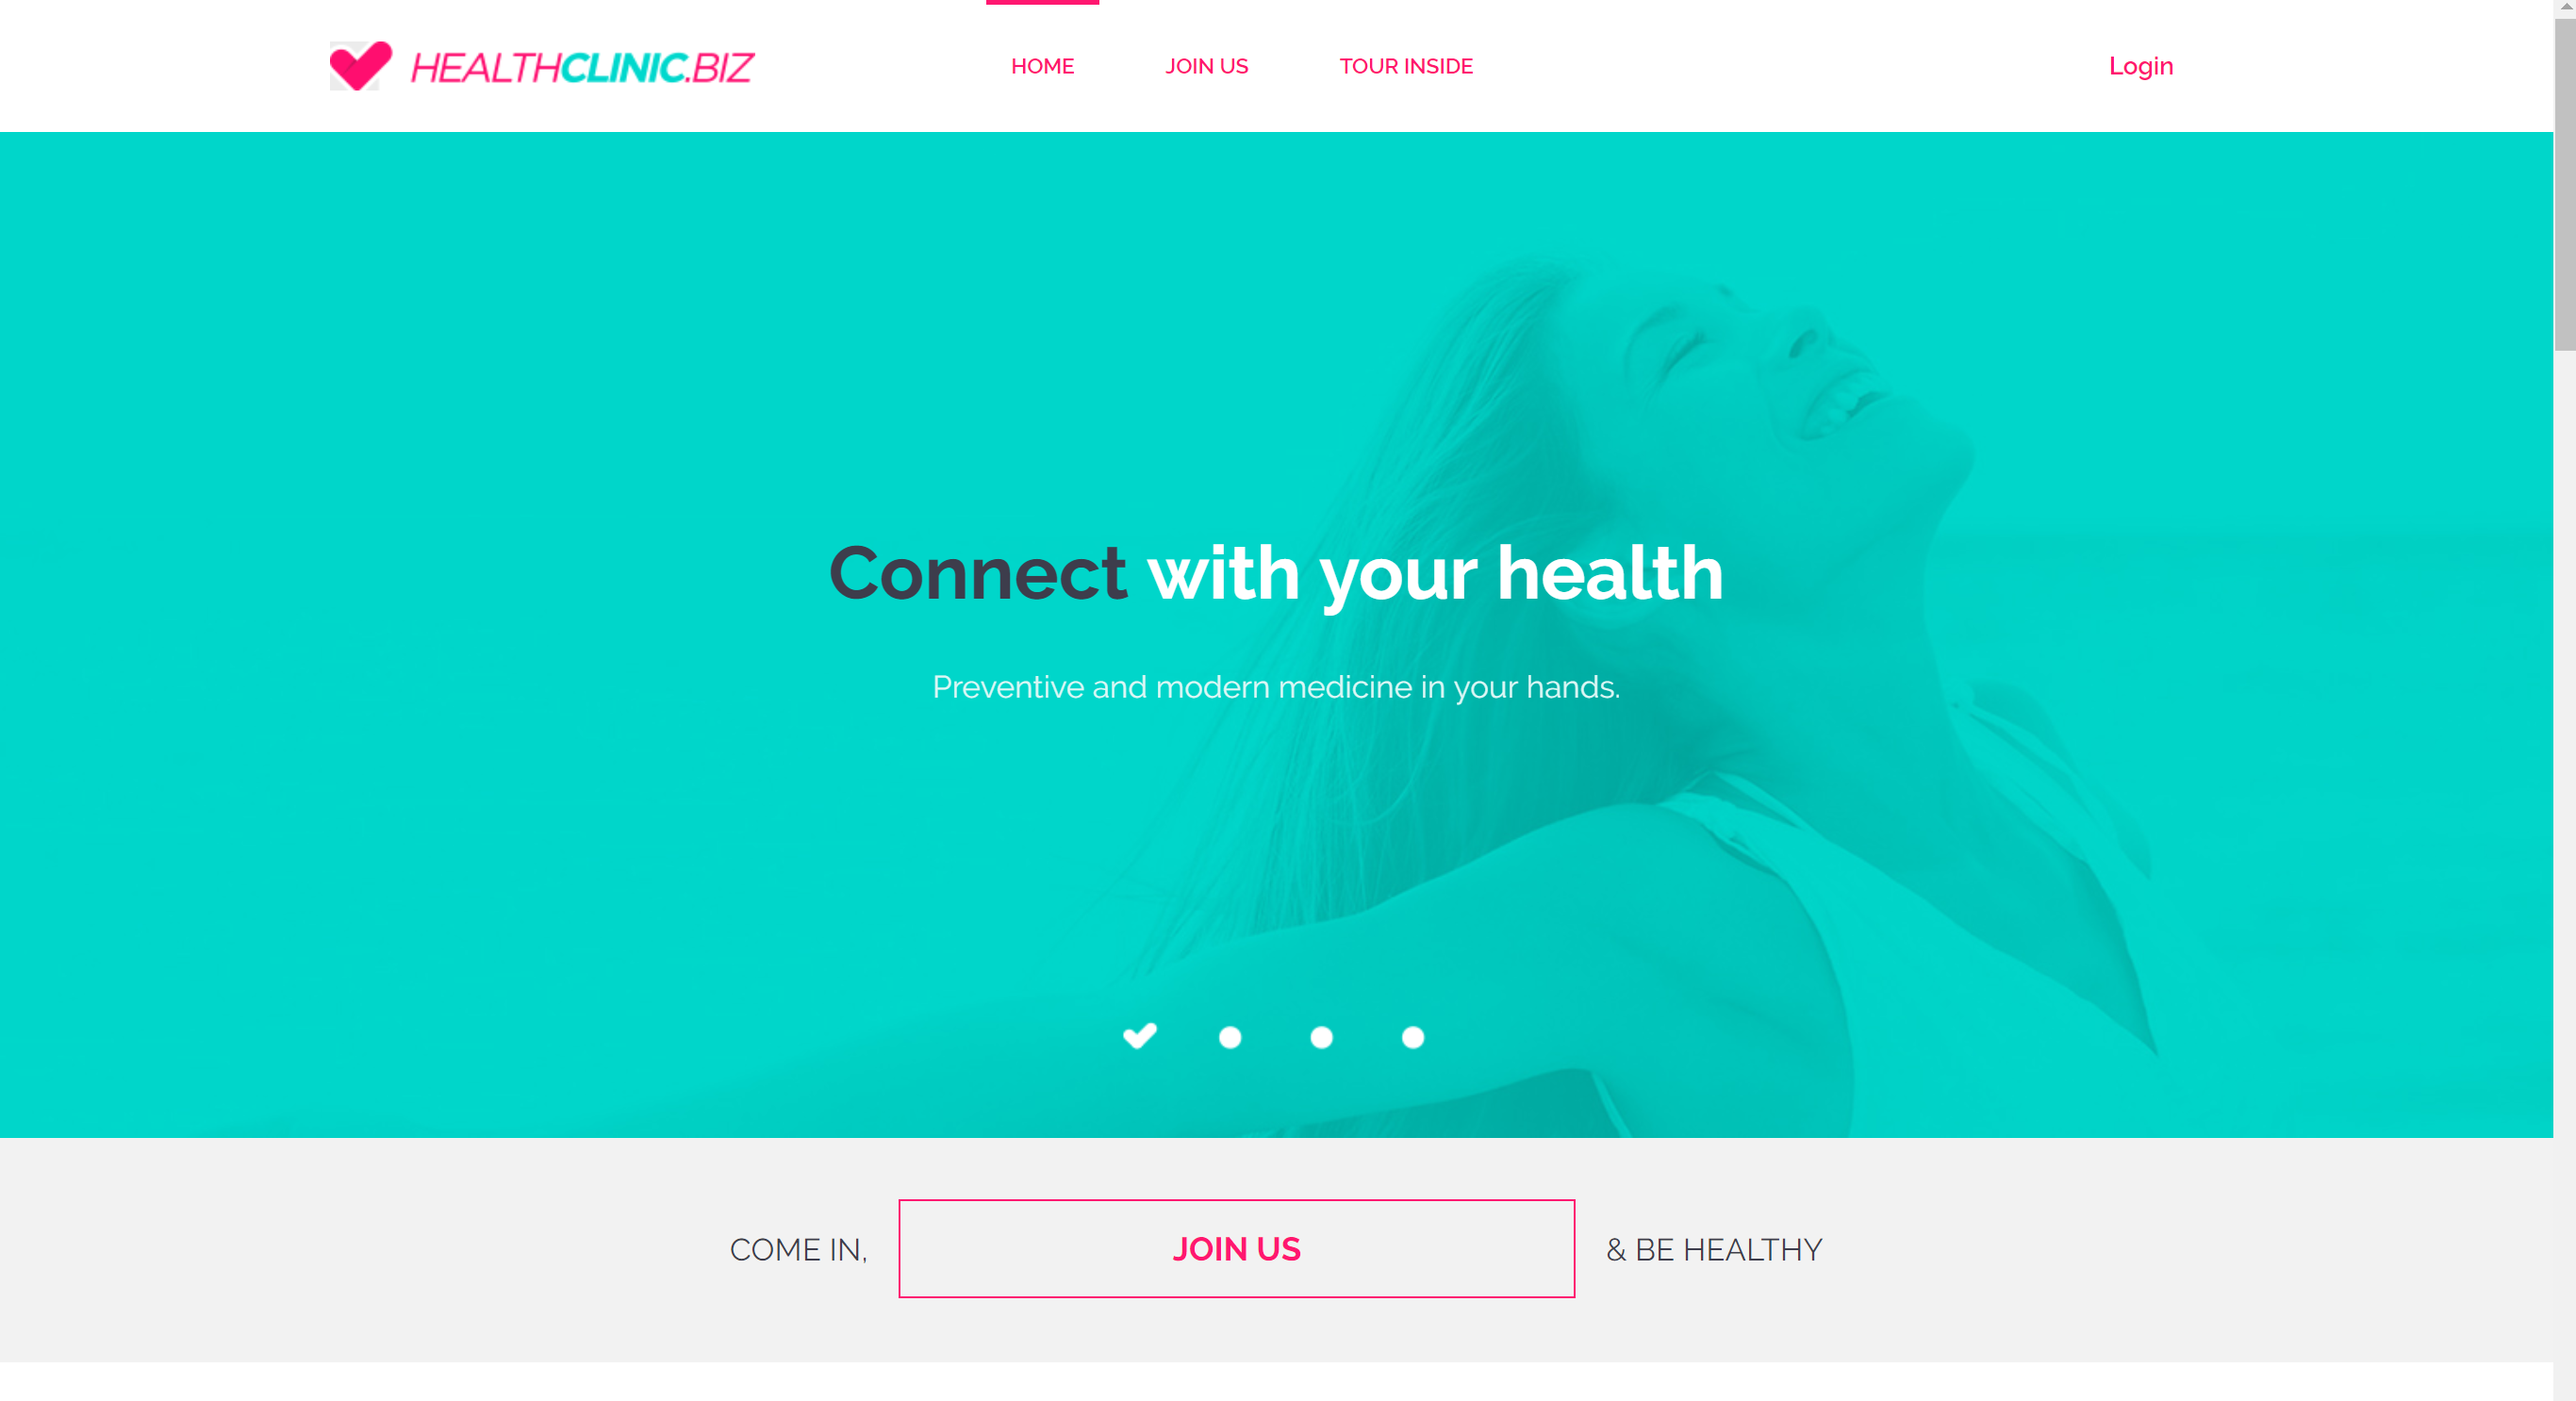 HEALTHCLINIC.BIZ
HOME
JOIN US
TOUR INSIDE
Login
Connect with your health
Preventive and modern medicine in your hands.
COME IN,
JOIN US
& BE HEALTHY